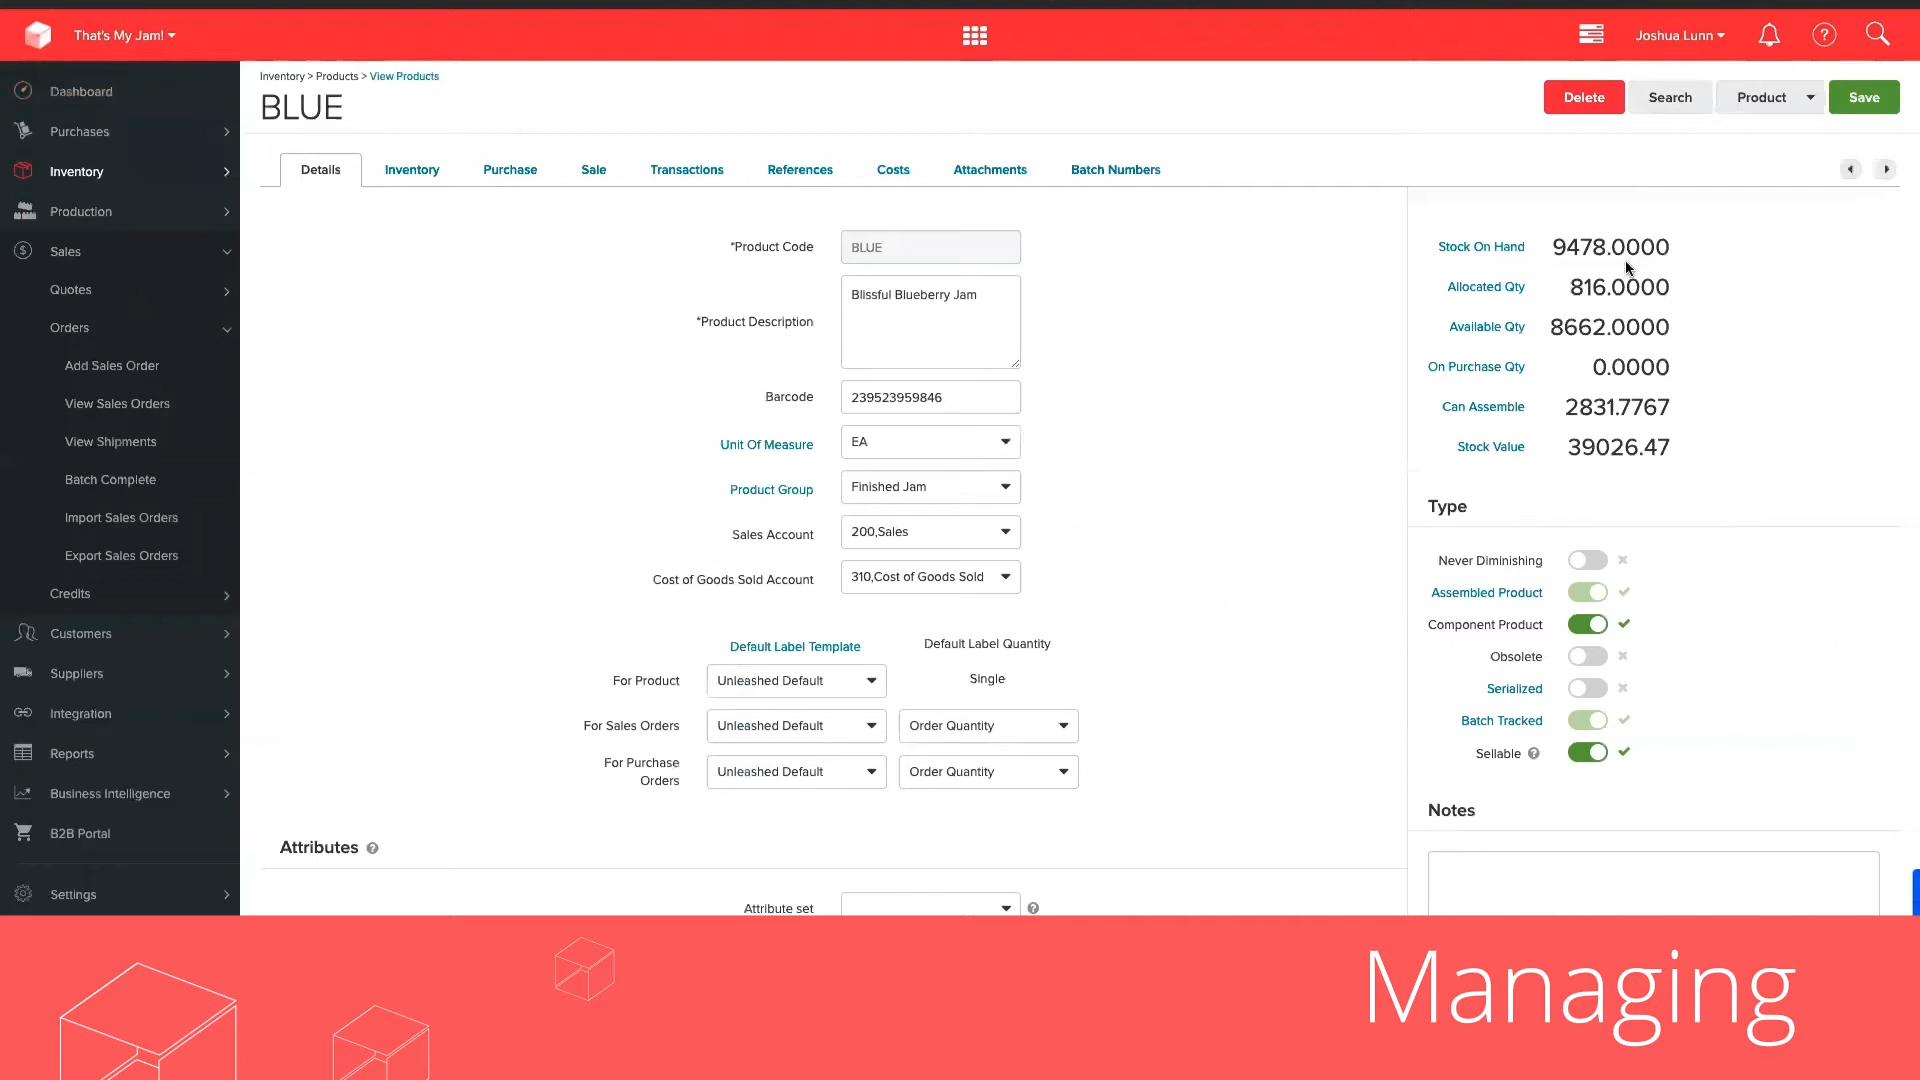 That's My Jam!
Joshua Lunn
?
Dashboard
Purchases
Inventory
Production
Sales
Quotes
Orders
Add Sales Order
View Sales Orders
View Shipments
Batch Complete
Import Sales Orders
Export Sales Orders
Credits
Customers
Suppliers
Integration
Reports
Business Intelligence
B2B Portal
Settings
Inventory > Products > View Products
BLUE
Delete
Search
Product
Save
Details
Inventory
Purchase
Sale
Transactions
References
Costs
Attachments
Batch Numbers
*Product Code
BLUE
*Product Description
Blissful Blueberry Jam
Barcode
239523959846
Unit Of Measure
EA
Product Group
Finished Jam
Sales Account
200,Sales
Cost of Goods Sold Account
310,Cost of Goods Sold
Default Label Template
Default Label Quantity
For Product
Unleashed Default
Single
For Sales Orders
Unleashed Default
Order Quantity
For Purchase
Orders
Unleashed Default
Order Quantity
Attributes ?
Attribute set
?
Stock On Hand 9478.0000
Allocated Qty 816.0000
Available Qty 8662.0000
On Purchase Qty 0.0000
Can Assemble 2831.7767
Stock Value 39026.47
Type
Never Diminishing
Assembled Product
Component Product
Obsolete
Serialized
Batch Tracked
Sellable ?
Notes
Managing